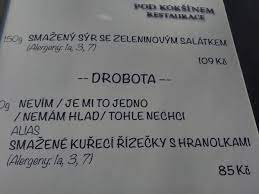 POD KOKŠÍNEM
RESTAURACE
150g SMAŽENÝ SÝR SE ZELENINOVÝM SALÁTKEM
(Alergeny: 1a, 3, 7)
109 Kč
-- DROBOTA --
0g NEVÍM / JE MI TO JEDNO
/ NEMÁM HLAD / TOHLE NECHCI
ALIAS
SMAŽENÉ KUŘECÍ ŘÍZEČKY S HRANOLKAMI
(Alergeny: 1a, 3, 7)
85 Kč